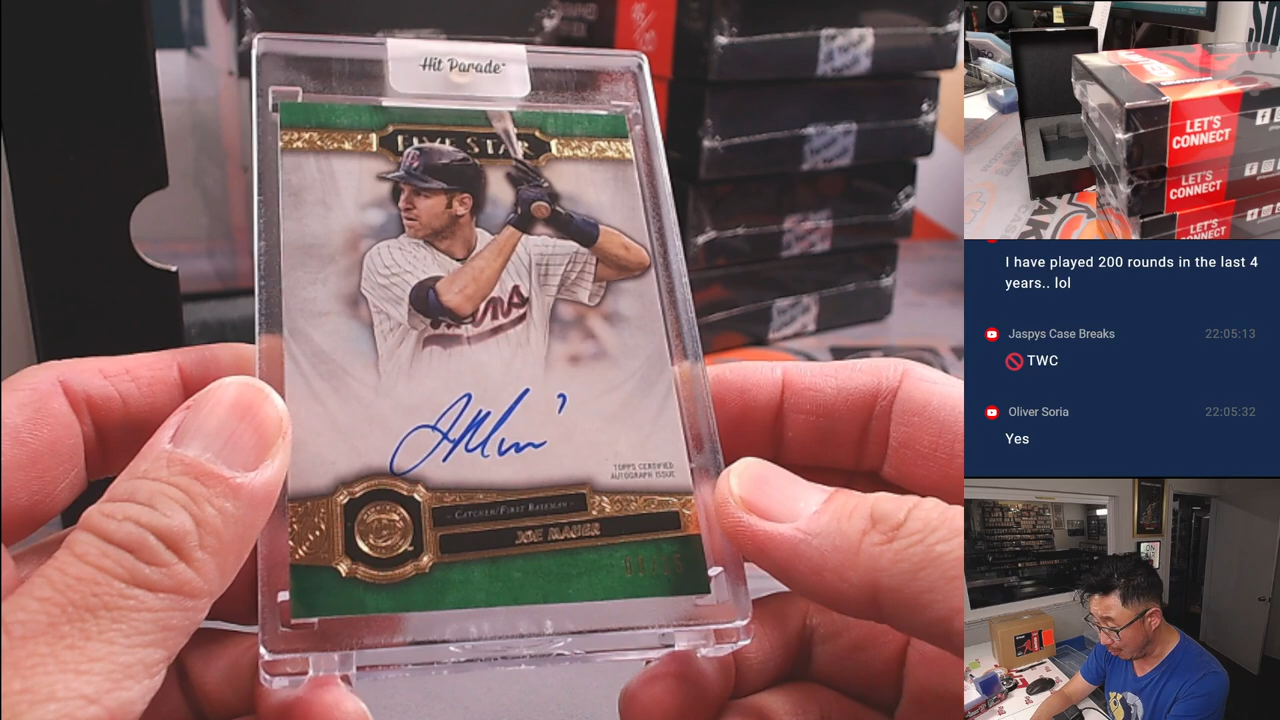 Hit Parade
FIVE STAR
Twins
TOPPS CERTIFIED
AUTOGRAPH ISSUE
- CATCHER/FIRST BASEMAN -
JOE MAUER
LET'S
CONNECT
LET'S
CONNECT
LET'S
CONNECT
I have played 200 rounds in the last 4
years.. lol
Jaspys Case Breaks 22:05:13
🚫 TWC
Oliver Soria 22:05:32
Yes
ON